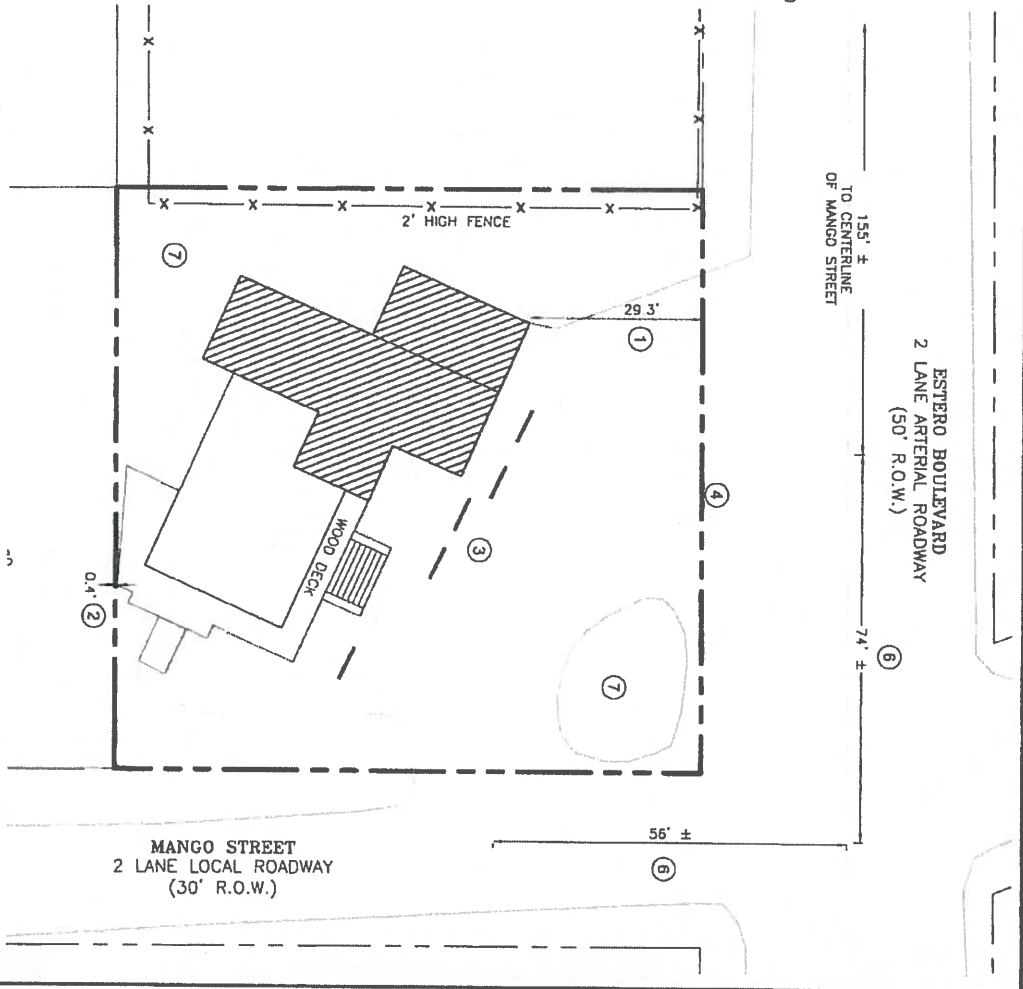 155' ±
TO CENTERLINE
OF MANGO STREET
2' HIGH FENCE
7
29.3'
1
ESTERO BOULEVARD
2 LANE ARTERIAL ROADWAY
(50' R.O.W.)
4
3
WOOD DECK
0.4'
2
74' ±
6
7
56' ±
6
MANGO STREET
2 LANE LOCAL ROADWAY
(30' R.O.W.)